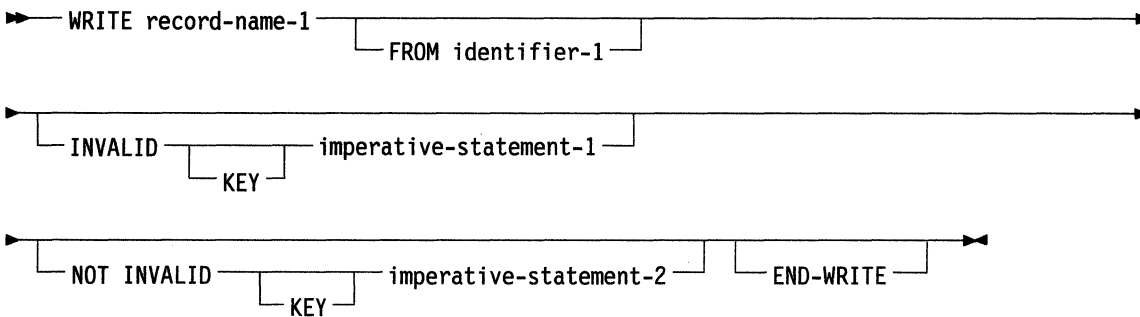 WRITE record-name-1
FROM identifier-1
INVALID imperative-statement-1
KEY
NOT INVALID imperative-statement-2
END-WRITE
KEY